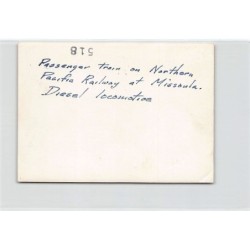 518
Passenger train on Northern
Pacific Railway at Missoula.
Diesel locomotive